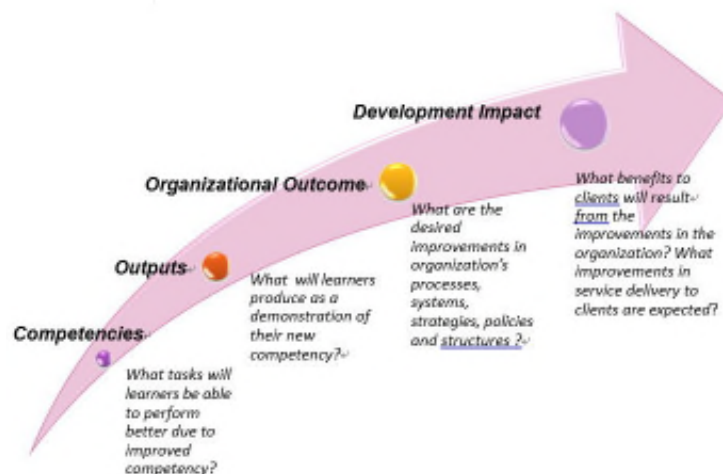 Development Impact
Organizational Outcome
Outputs
Competencies
What tasks will
learners be able
to perform
better due to
improved
competency?
What will learners
produce as a
demonstration of
their new
competency?
What are the
desired
improvements in
organization's
processes,
systems,
strategies, policies
and structures ?
What benefits to
clients will result
from the
improvements in the
organization? What
improvements in
service delivery to
clients are expected?